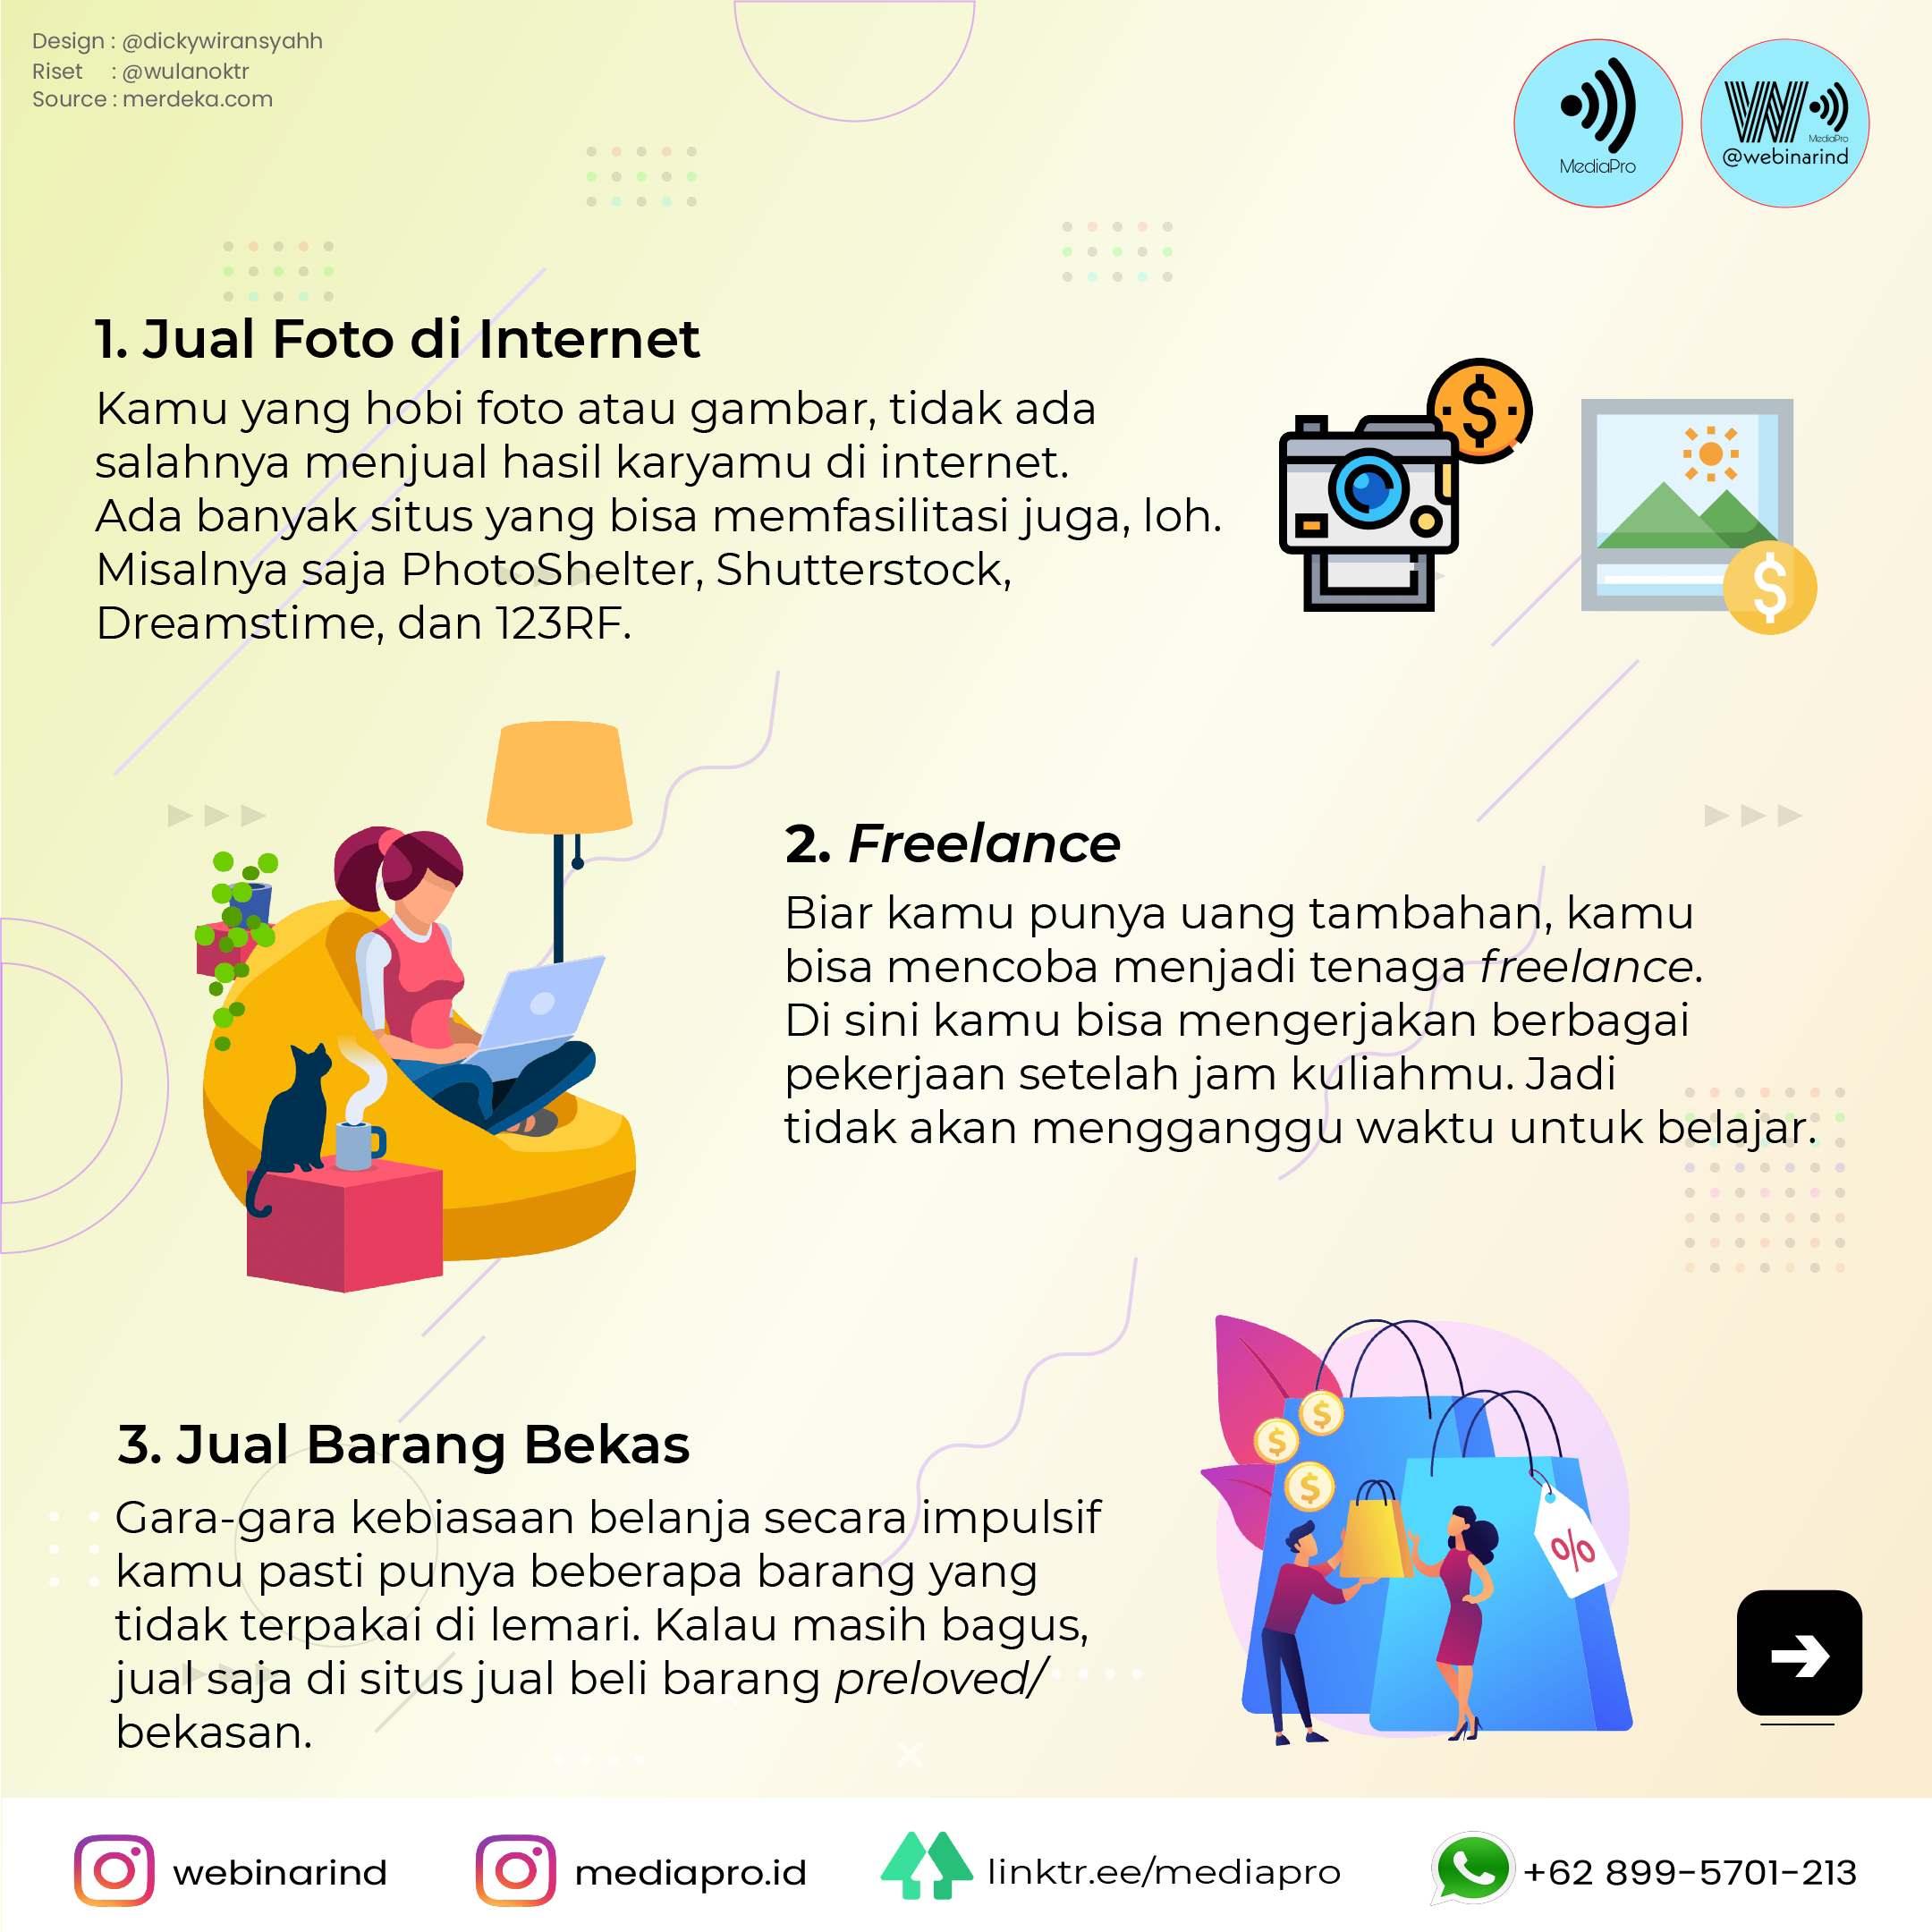 Design : @dickywiransyahh
Riset : @wulanoktr
Source : merdeka.com
MediaPro
W
MediaPro
@webinarind
1. Jual Foto di Internet
Kamu yang hobi foto atau gambar, tidak ada
salahnya menjual hasil karyamu di internet.
Ada banyak situs yang bisa memfasilitasi juga, loh.
Misalnya saja PhotoShelter, Shutterstock,
Dreamstime, dan 123RF.
2. Freelance
Biar kamu punya uang tambahan, kamu
bisa mencoba menjadi tenaga freelance.
Di sini kamu bisa mengerjakan berbagai
pekerjaan setelah jam kuliahmu. Jadi
tidak akan mengganggu waktu untuk belajar.
3. Jual Barang Bekas
Gara-gara kebiasaan belanja secara impulsif
kamu pasti punya beberapa barang yang
tidak terpakai di lemari. Kalau masih bagus,
jual saja di situs jual beli barang preloved/
bekasan.
%
webinarind
mediapro.id
linktr.ee/mediapro
+62 899-5701-213